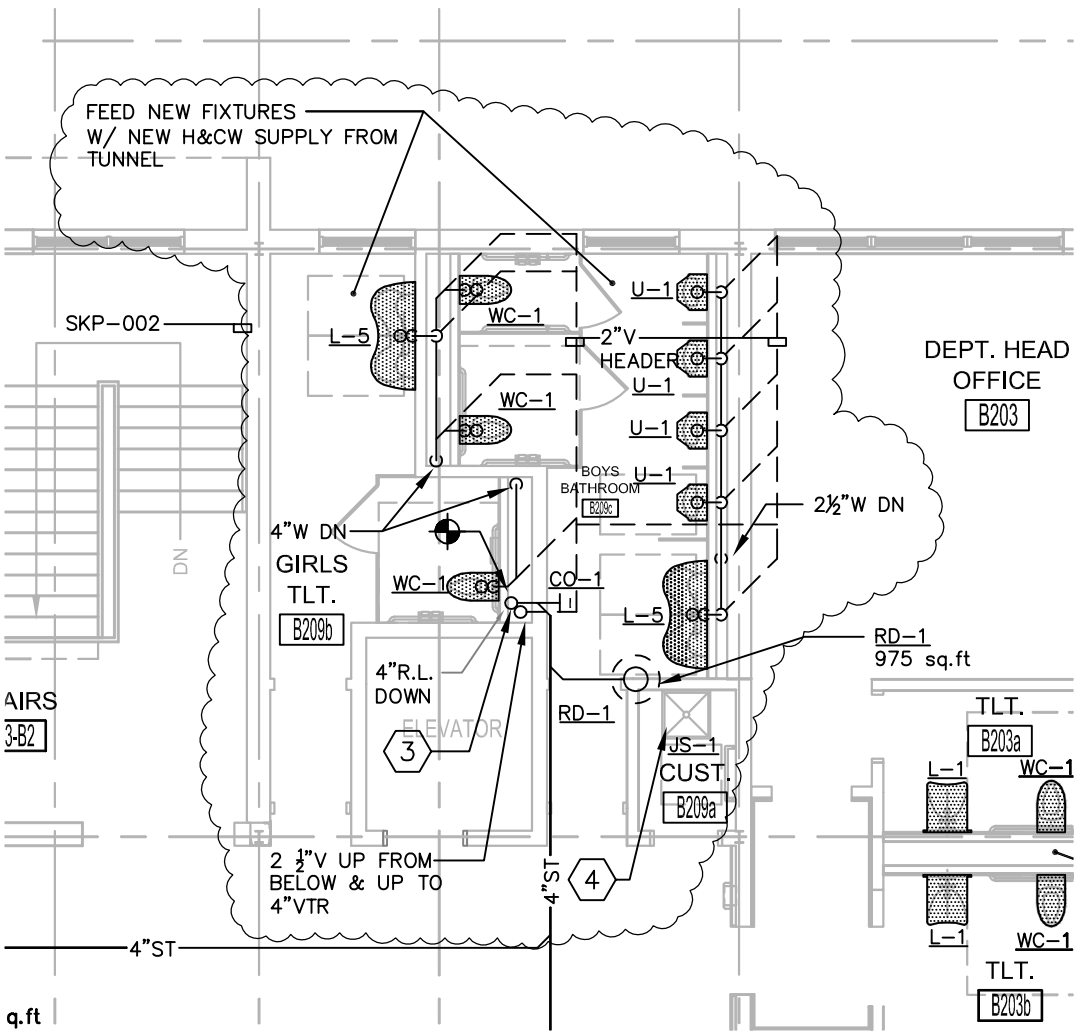 FEED NEW FIXTURES
W/ NEW H&CW SUPPLY FROM
TUNNEL
SKP-002
L-5
WC-1
WC-1
U-1
2"V
HEADER
U-1
U-1
U-1
DEPT. HEAD
OFFICE
B203
BOYS
BATHROOM
B209c
2½"W DN
4"W DN
DN
GIRLS
TLT.
B209b
WC-1
CO-1
L-5
RD-1
975 sq.ft
4"R.L.
DOWN
RD-1
ELEVATOR
3
JS-1
CUST.
B209a
AIRS
3-B2
TLT.
B203a
L-1
WC-1
2 ½"V UP FROM
BELOW & UP TO
4"VTR
4"ST
4
4"ST
L-1
WC-1
TLT.
B203b
q.ft